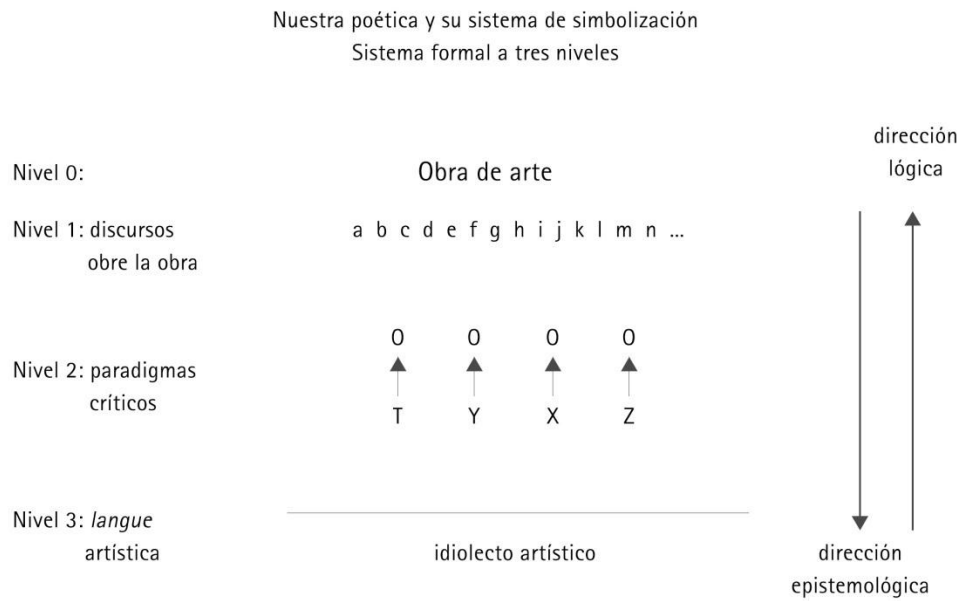 Nuestra poética y su sistema de simbolización
Sistema formal a tres niveles
dirección
lógica
Nivel 0: Obra de arte
Nivel 1: discursos a b c d e f g h i j k l m n ...
obre la obra
0 0 0 0
Nivel 2: paradigmas
críticos
T Y X Z
Nivel 3: langue
artística idiolecto artístico dirección
epistemológica